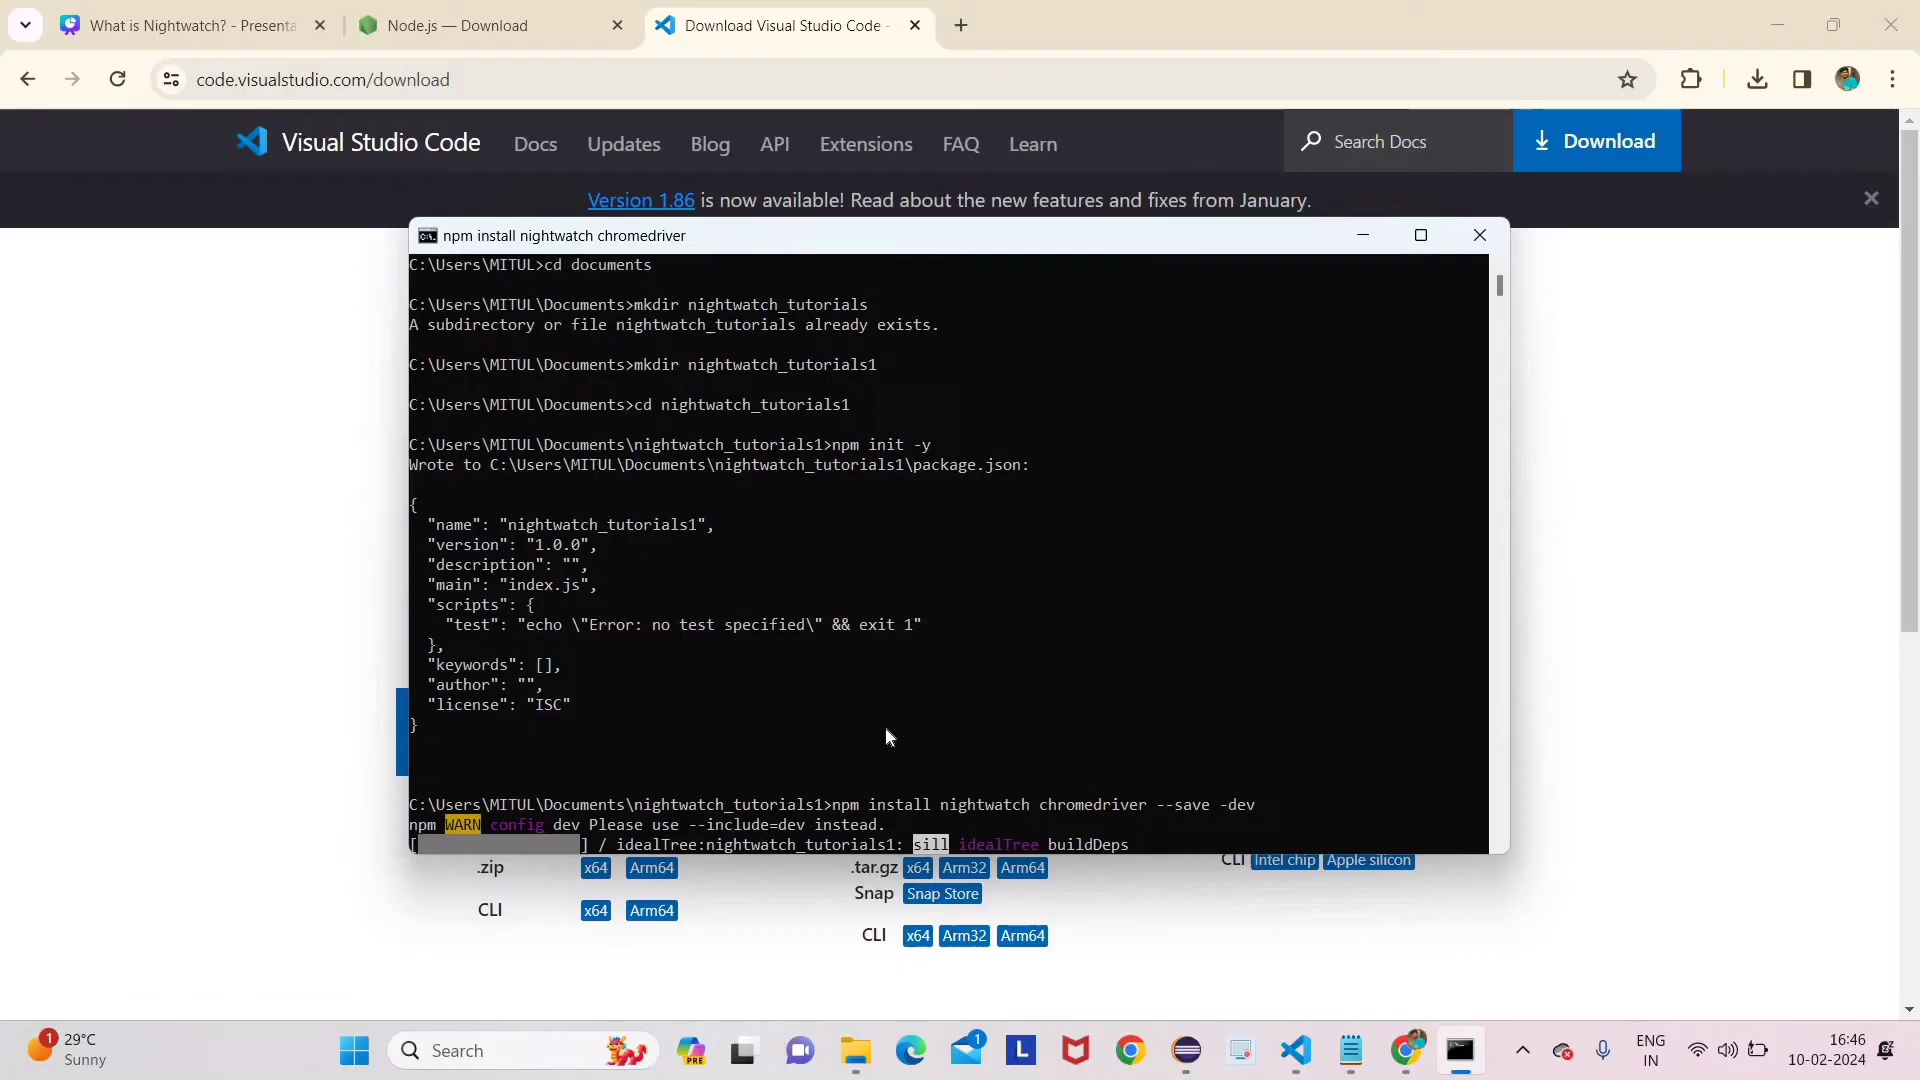 What is Nightwatch? - Presenta
Node.js — Download
Download Visual Studio Code -
code.visualstudio.com/download
Visual Studio Code
Docs
Updates
Blog
API
Extensions
FAQ
Learn
Search Docs
Download
Version 1.86 is now available! Read about the new features and fixes from January.
npm install nightwatch chromedriver
C:\Users\MITUL>cd documents
C:\Users\MITUL\Documents>mkdir nightwatch_tutorials
A subdirectory or file nightwatch_tutorials already exists.
C:\Users\MITUL\Documents>mkdir nightwatch_tutorials1
C:\Users\MITUL\Documents>cd nightwatch_tutorials1
C:\Users\MITUL\Documents\nightwatch_tutorials1>npm init -y
Wrote to C:\Users\MITUL\Documents\nightwatch_tutorials1\package.json:
{
"name": "nightwatch_tutorials1",
"version": "1.0.0",
"description": "",
"main": "index.js",
"scripts": {
"test": "echo \"Error: no test specified\" && exit 1"
},
"keywords": [],
"author": "",
"license": "ISC"
}
C:\Users\MITUL\Documents\nightwatch_tutorials1>npm install nightwatch chromedriver --save -dev
npm WARN config dev Please use --include=dev instead.
[ ] / idealTree:nightwatch_tutorials1: sill idealTree buildDeps
.zip x64 Arm64
.tar.gz x64 Arm32 Arm64
CLI Intel chip Apple silicon
Snap Snap Store
CLI x64 Arm64
CLI x64 Arm32 Arm64
1
29°C
Sunny
Search
PRE
1
L
ENG
IN
16:46
10-02-2024